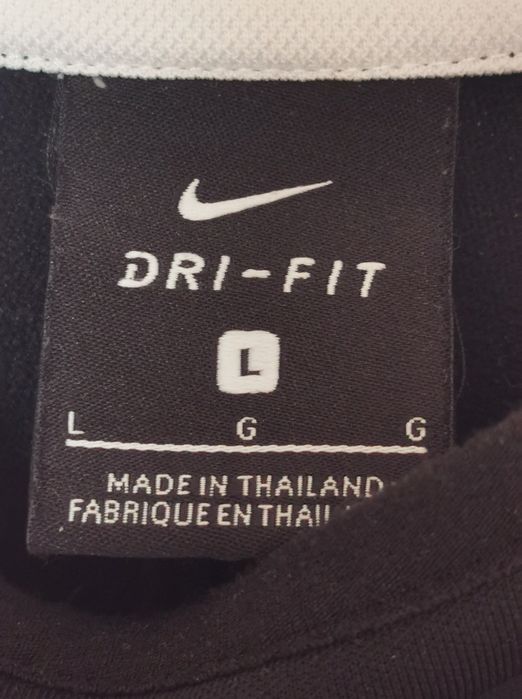 DRI-FIT
L
L G G
MADE IN THAILAND
FABRIQUE EN